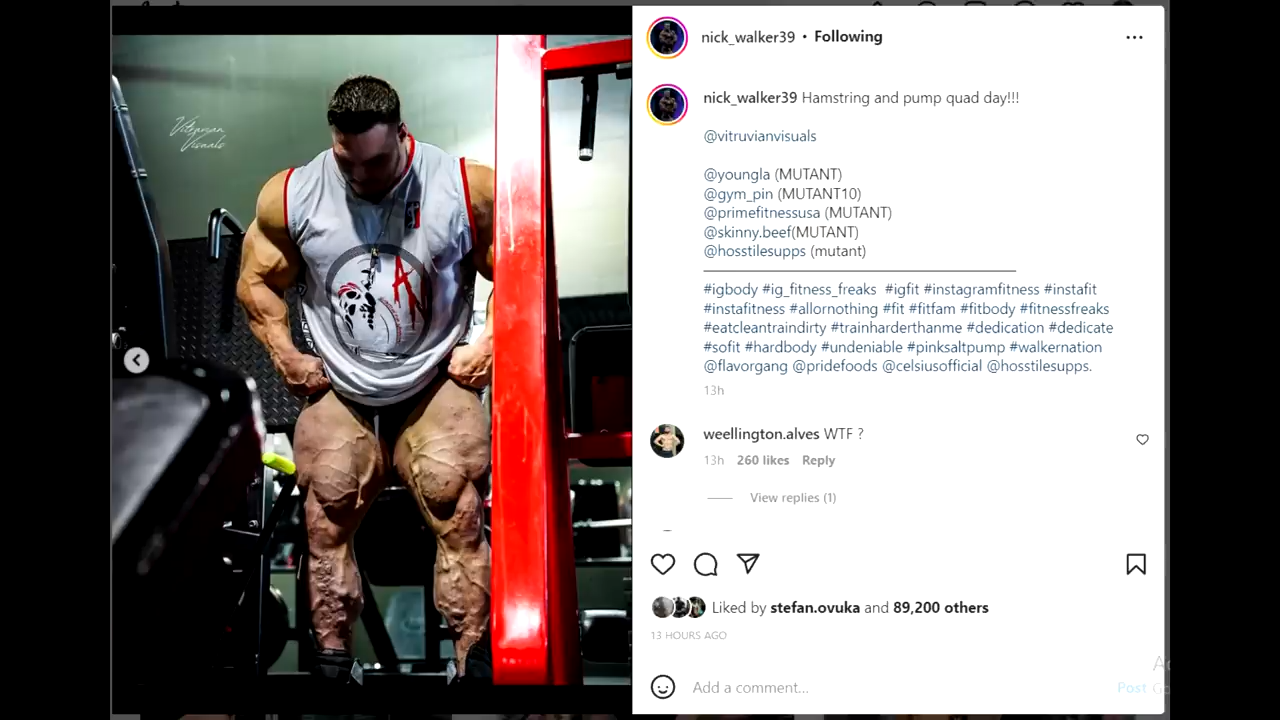 Vitruvian
Visuals
nick_walker39 • Following
nick_walker39 Hamstring and pump quad day!!!
@vitruvianvisuals
@youngla (MUTANT)
@gym_pin (MUTANT10)
@primefitnessusa (MUTANT)
@skinny.beef(MUTANT)
@hosstilesupps (mutant)
#igbody #ig_fitness_freaks #igfit #instagramfitness #instafit
#instafitness #allornothing #fit #fitfam #fitbody #fitnessfreaks
#eatcleantraindirty #trainharderthanme #dedication #dedicate
#sofit #hardbody #undeniable #pinksaltpump #walkernation
@flavorgang @pridefoods @celsiusofficial @hosstilesupps.
13h
weellington.alves WTF ?
13h 260 likes Reply
View replies (1)
Liked by stefan.ovuka and 89,200 others
13 HOURS AGO
Add a comment...
Post